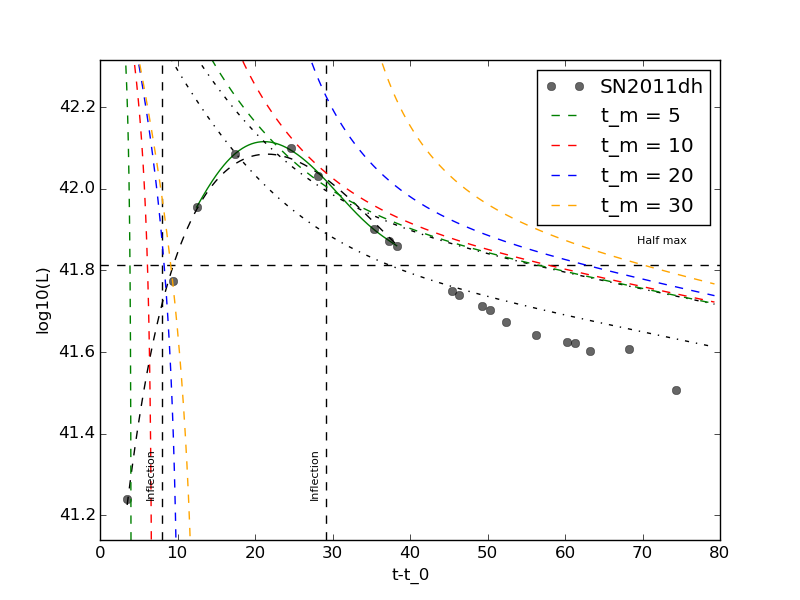 SN2011dh
t_m = 5
t_m = 10
t_m = 20
t_m = 30
Half max
Inflection
Inflection
42.2
42.0
41.8
41.6
41.4
41.2
log10(L)
0 10 20 30 40 50 60 70 80
t-t_0